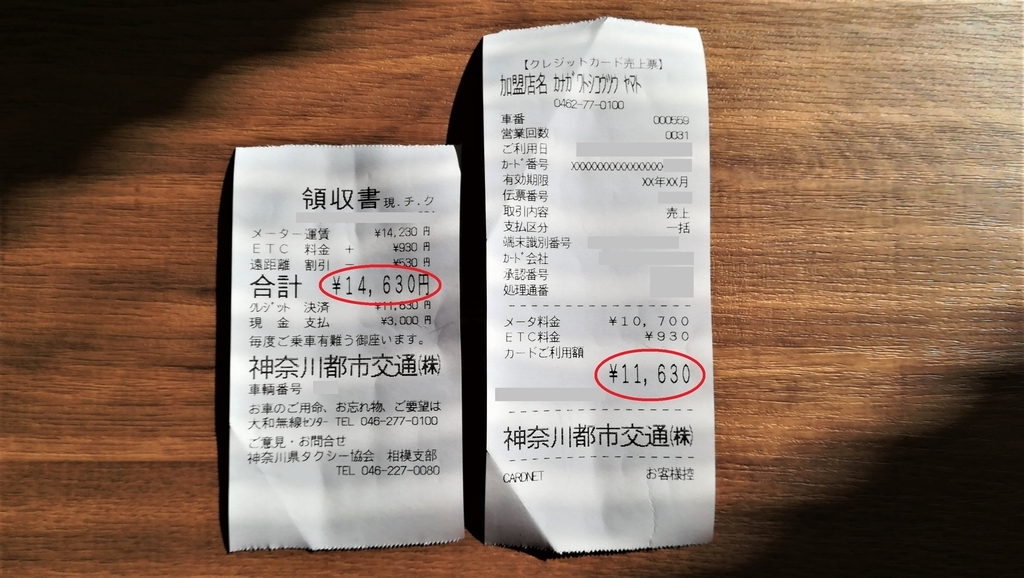 領収書 現.チ.ク
メーター運賃 ¥14,230円
ETC 料金 + ¥930円
遠距離 割引 − ¥530円
合計 ¥14,630円
クレジット 決済 ¥11,630円
現 金 支払 ¥3,000円
毎度ご乗車有難う御座います。
神奈川都市交通㈱
車輌番号
お車のご用命、お忘れ物、ご要望は
大和無線センター TEL 046-277-0100
ご意見・お問合せ
神奈川県タクシー協会 相模支部
TEL 046-227-0080
【クレジットカード売上票】
加盟店名 カナガワトシコウツウ ヤマト
0462-77-0100
車番 000559
営業回数 0031
ご利用日
カード番号 XXXXXXXXXXXXXXXX
有効期限 XX年XX月
伝票番号
取引内容 売上
支払区分 一括
端末識別番号
カード会社
承認番号
処理通番
メータ料金 ¥10,700
ETC料金 ¥930
カードご利用額
¥11,630
神奈川都市交通㈱
CARDNET お客様控